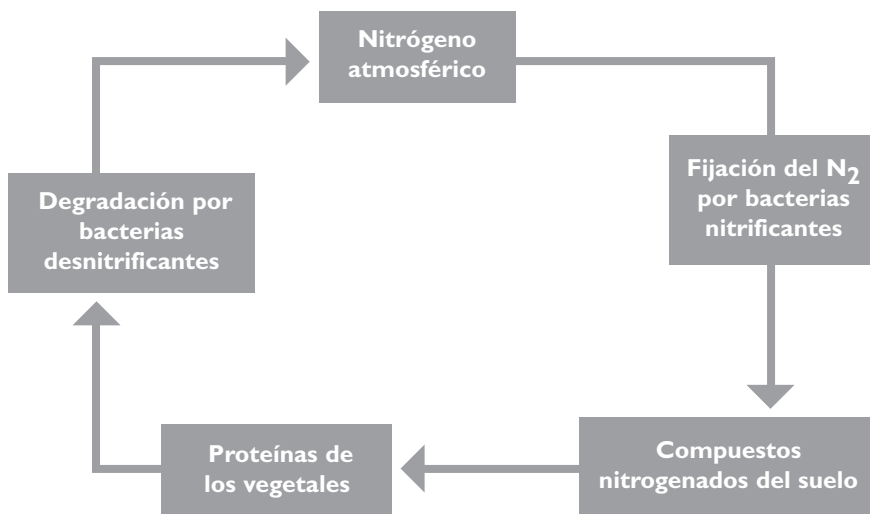 Nitrógeno
atmosférico
Fijación del N2
por bacterias
nitrificantes
Compuestos
nitrogenados del suelo
Proteínas de
los vegetales
Degradación por
bacterias
desnitrificantes